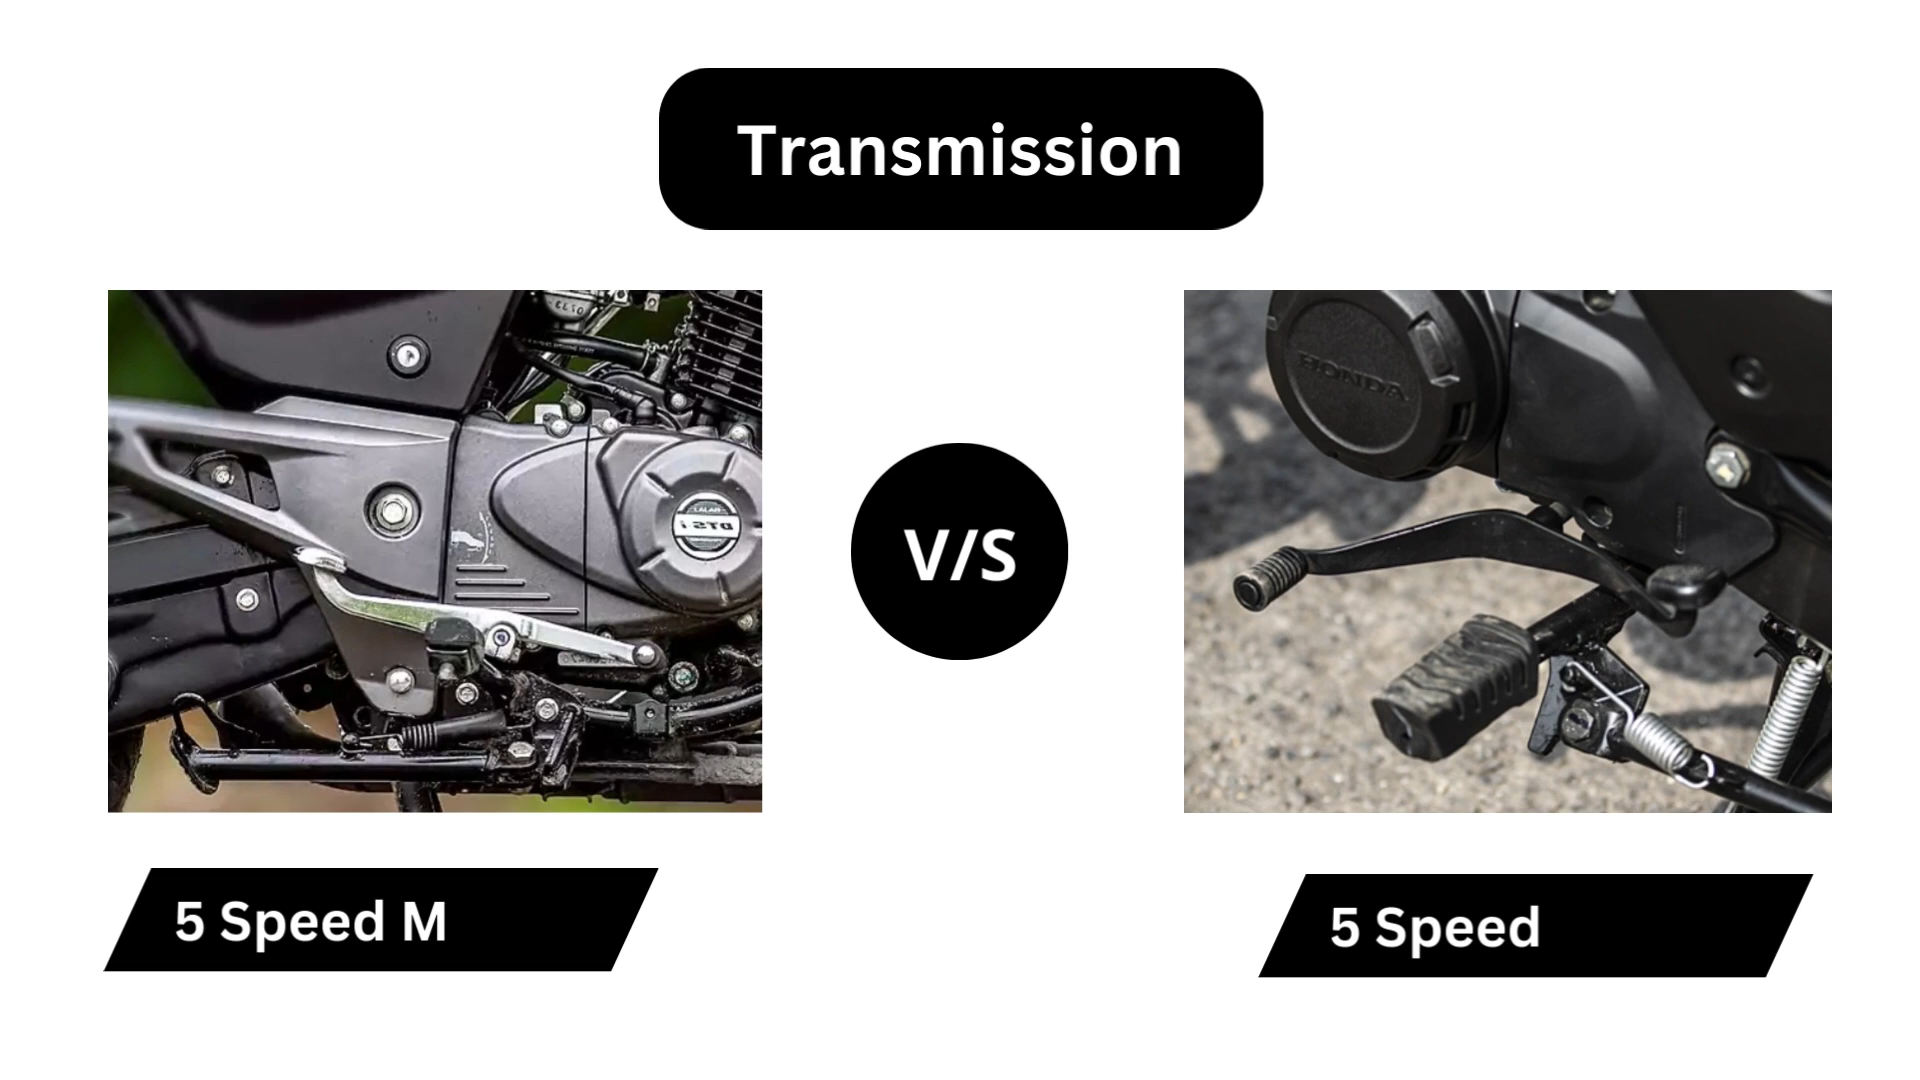 Transmission
HONDA
V/S
5 Speed M
5 Speed